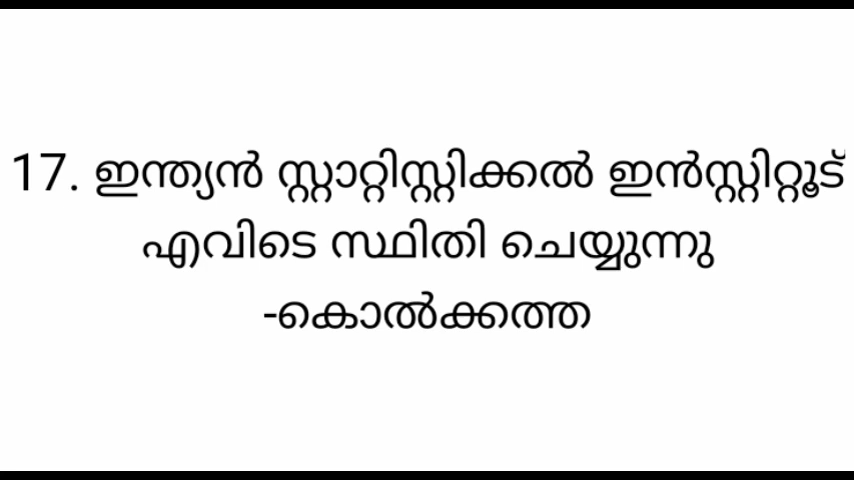 17. ഇന്ത്യൻ സ്റ്റാറ്റിസ്റ്റിക്കൽ ഇൻസ്റ്റിറ്റൂട്
എവിടെ സ്ഥിതി ചെയ്യുന്നു
-കൊൽക്കത്ത